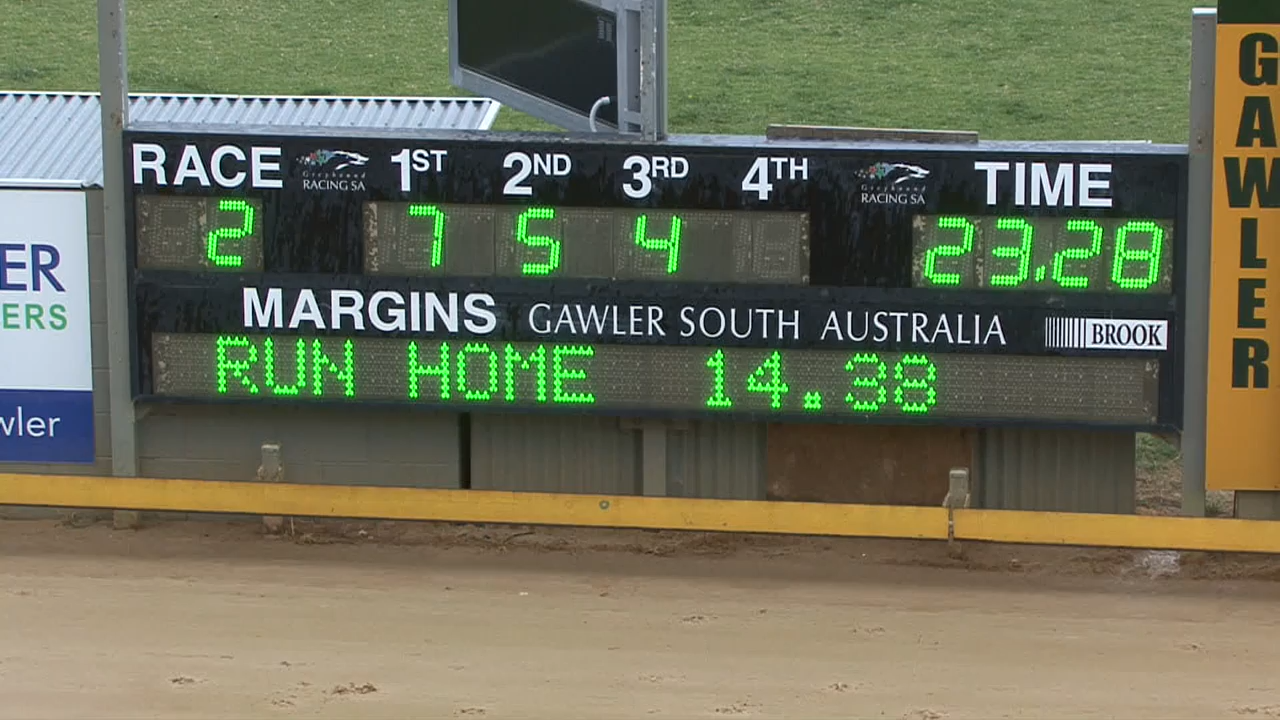 RACE Greyhound RACING SA 1ST 2ND 3RD 4TH Greyhound RACING SA TIME
2 7 5 4 23.28
MARGINS GAWLER SOUTH AUSTRALIA BROOK
RUN HOME 14.38
ER
ERS
wler
GAWLER